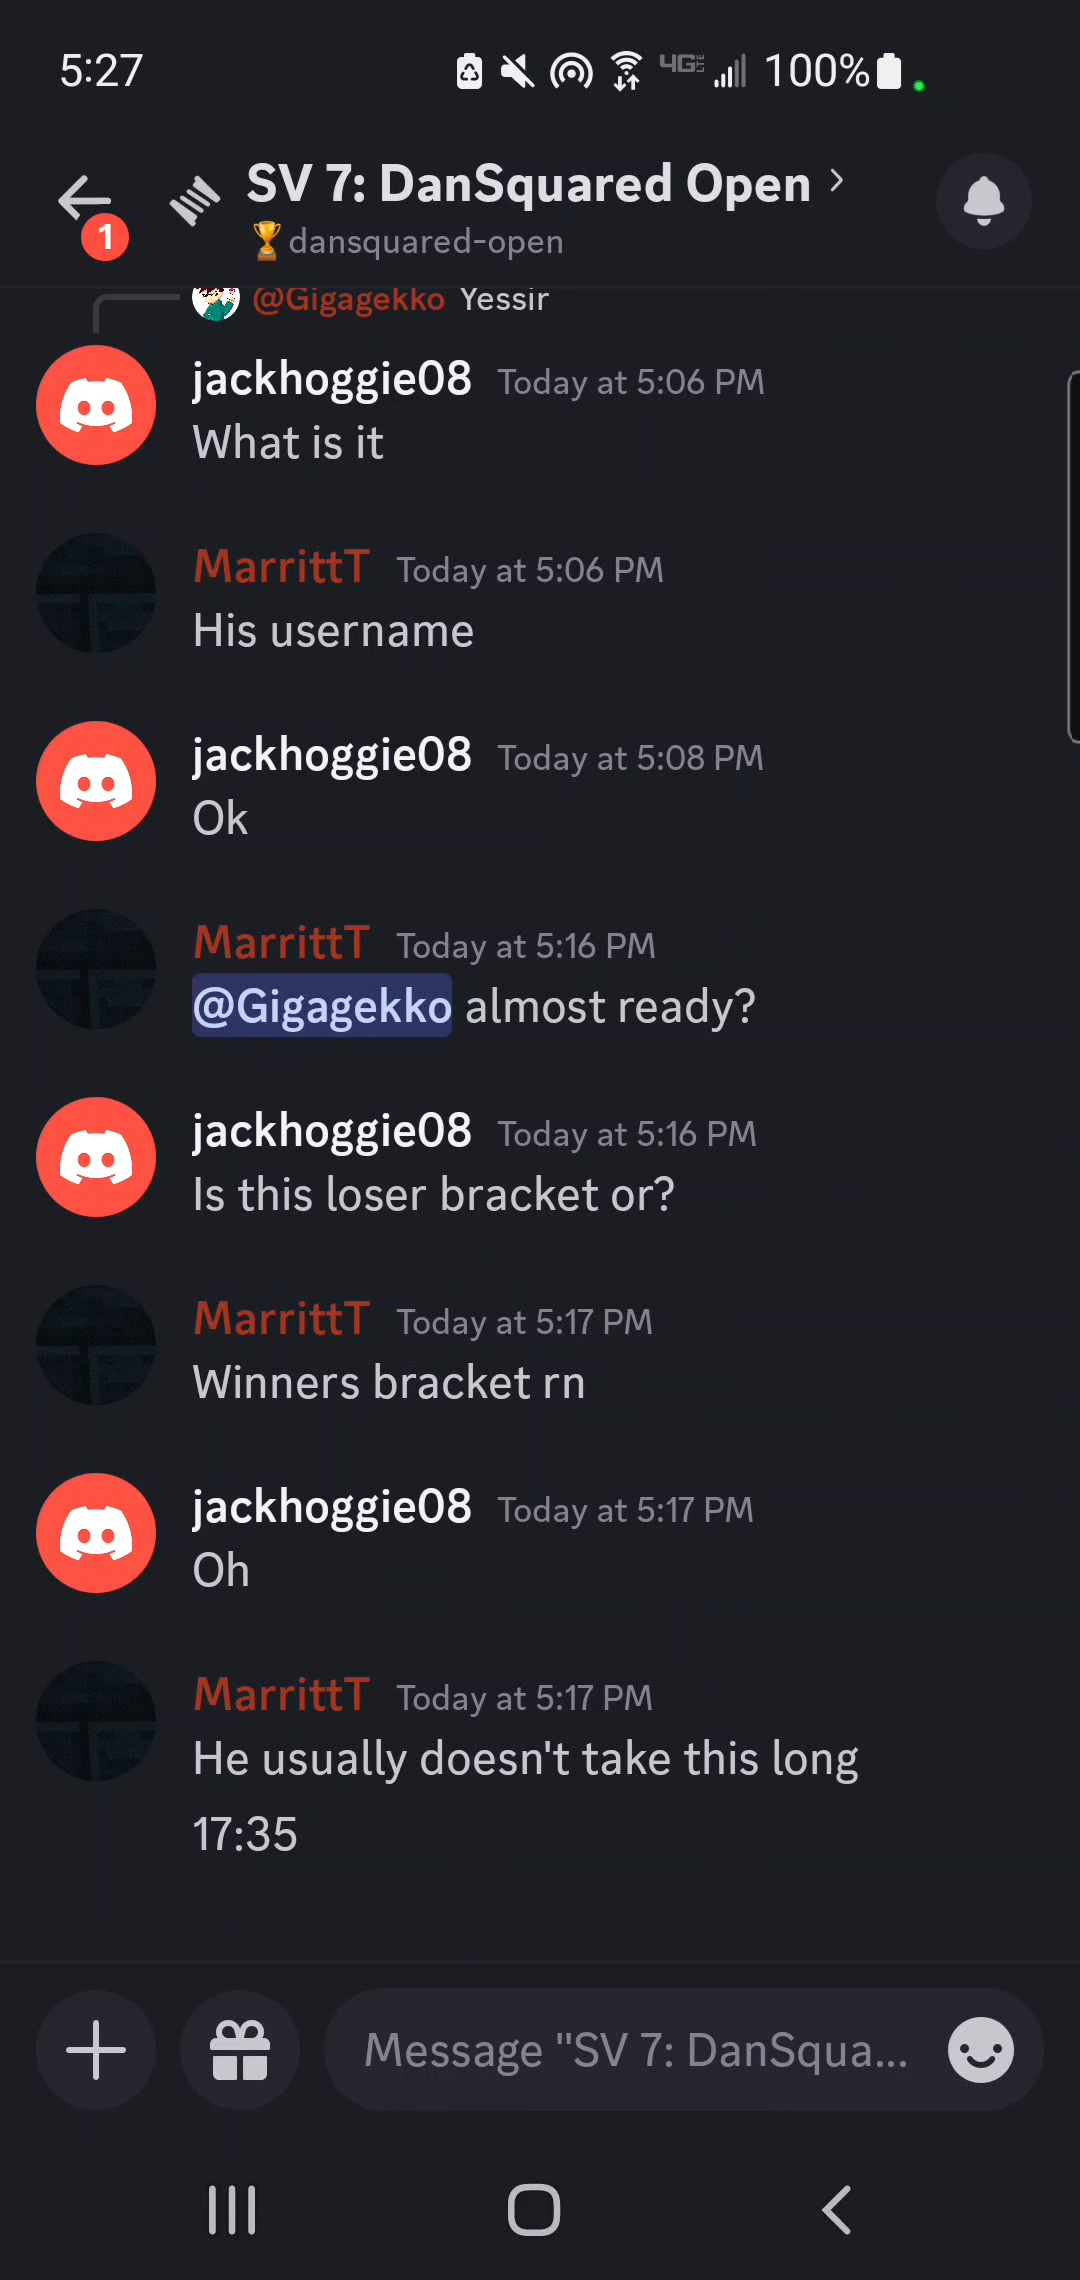 5:27
4G LTE 100%
SV 7: DanSquared Open
1
🏆dansquared-open
@Gigagekko Yessir
jackhoggie08 Today at 5:06 PM
What is it
MarrittT Today at 5:06 PM
His username
jackhoggie08 Today at 5:08 PM
Ok
MarrittT Today at 5:16 PM
@Gigagekko almost ready?
jackhoggie08 Today at 5:16 PM
Is this loser bracket or?
MarrittT Today at 5:17 PM
Winners bracket rn
jackhoggie08 Today at 5:17 PM
Oh
MarrittT Today at 5:17 PM
He usually doesn't take this long
17:35
Message "SV 7: DanSqua...